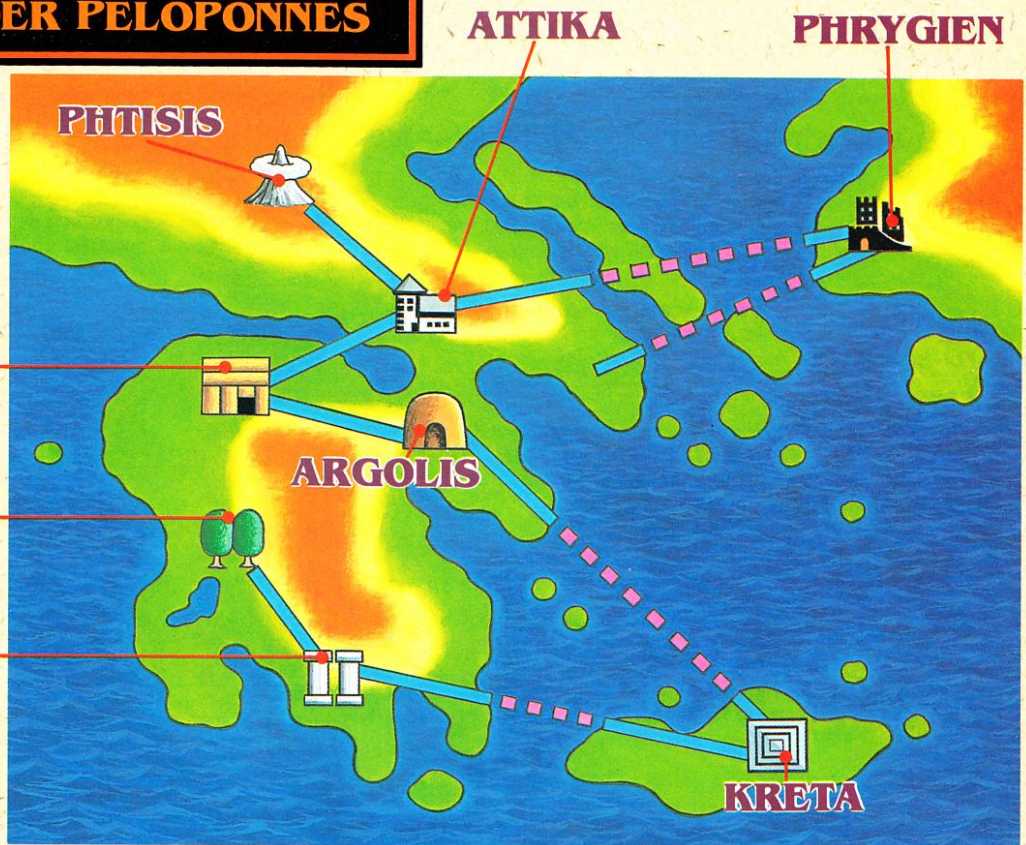 ER PELOPONNES
ATTIKA
PHRYGIEN
PHTISIS
ARGOLIS
KRETA